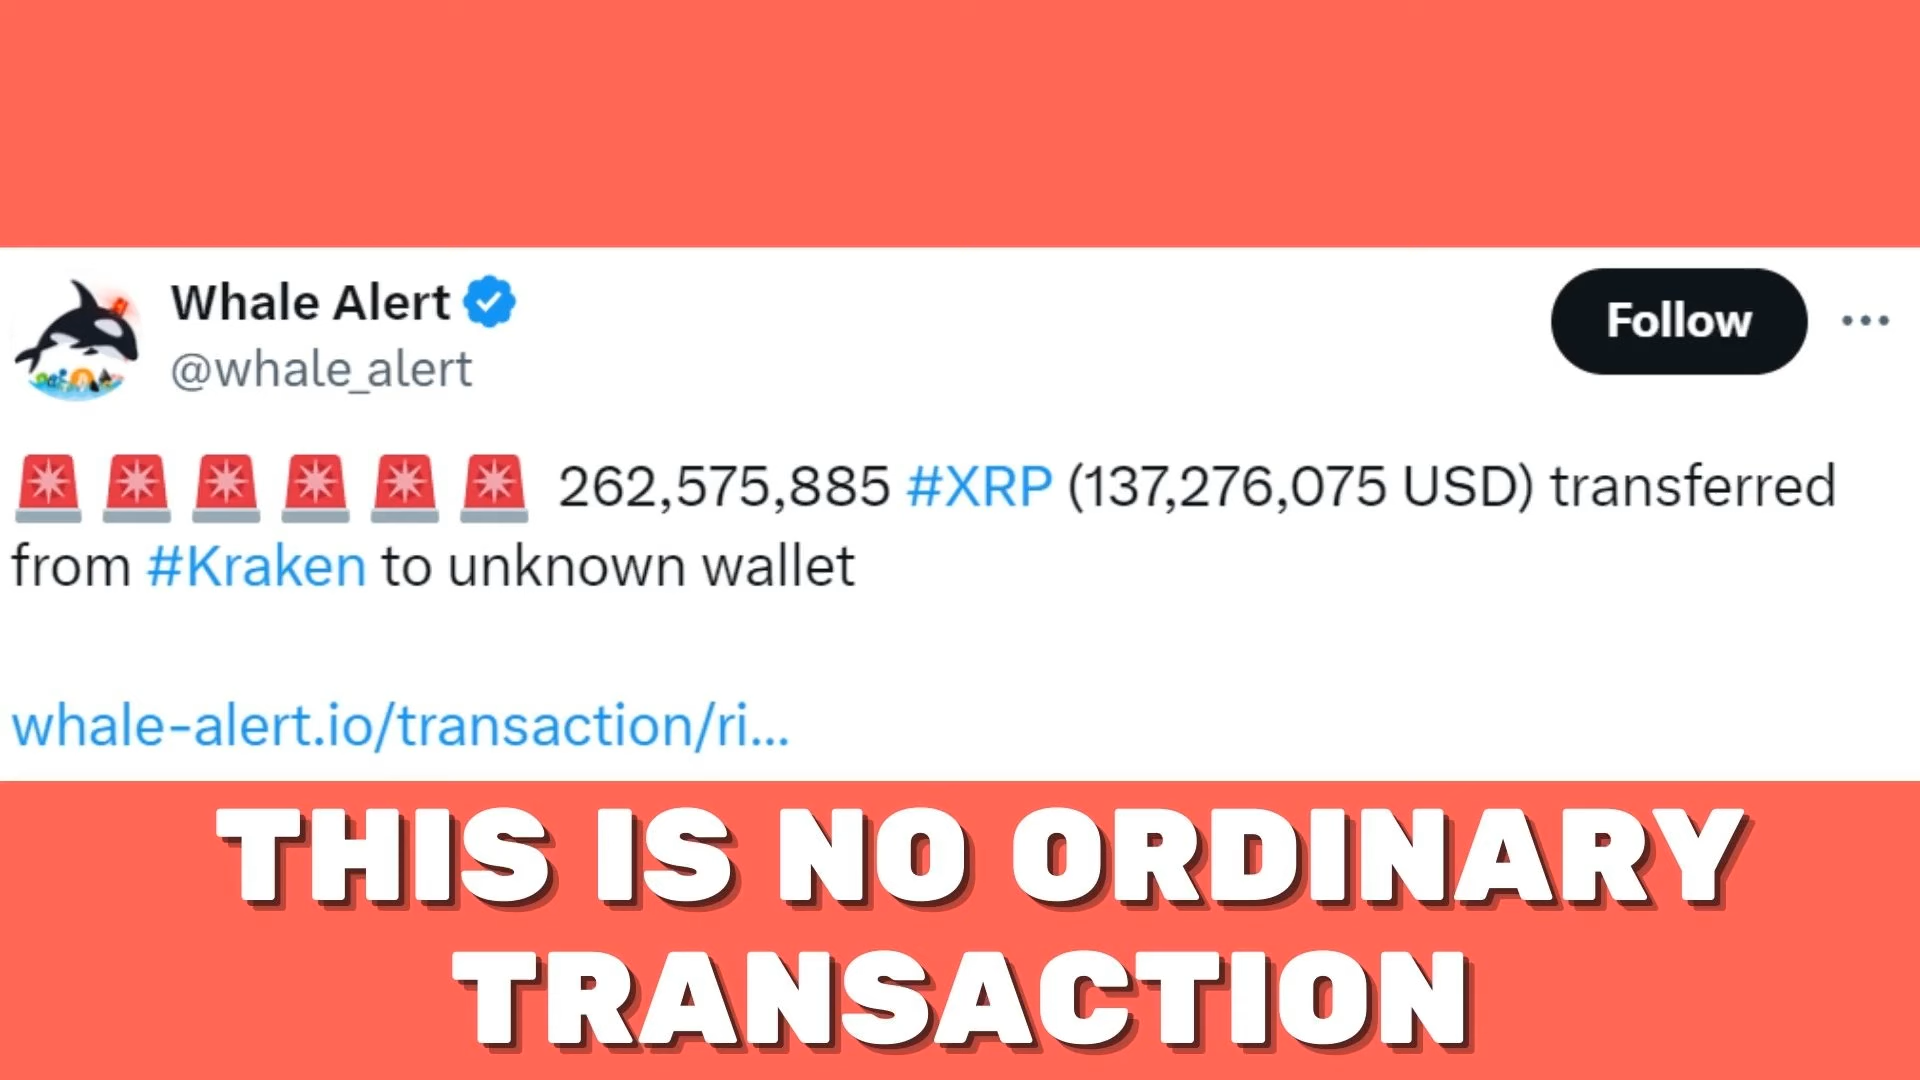 Whale Alert
@whale_alert
Follow
🚨 🚨 🚨 🚨 🚨 🚨 262,575,885 #XRP (137,276,075 USD) transferred
from #Kraken to unknown wallet
whale-alert.io/transaction/ri...
THIS IS NO ORDINARY
TRANSACTION